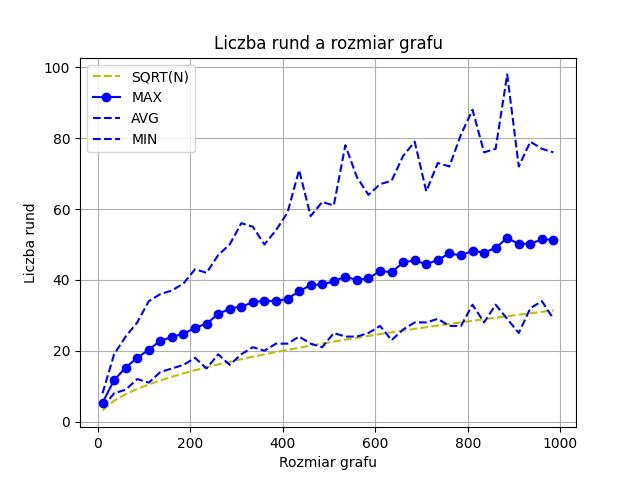 Liczba rund a rozmiar grafu
SQRT(N)
MAX
AVG
MIN
100
80
60
40
20
0
Liczba rund
0 200 400 600 800 1000
Rozmiar grafu